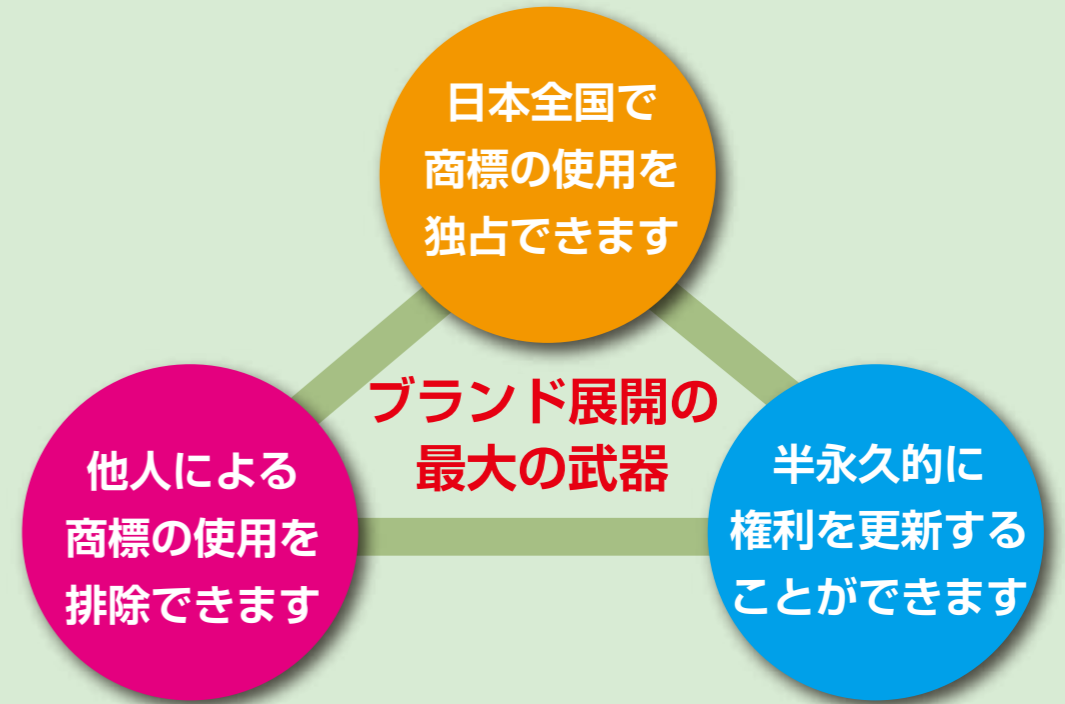 日本全国で
商標の使用を
独占できます
ブランド展開の
最大の武器
他人による
商標の使用を
排除できます
半永久的に
権利を更新する
ことができます